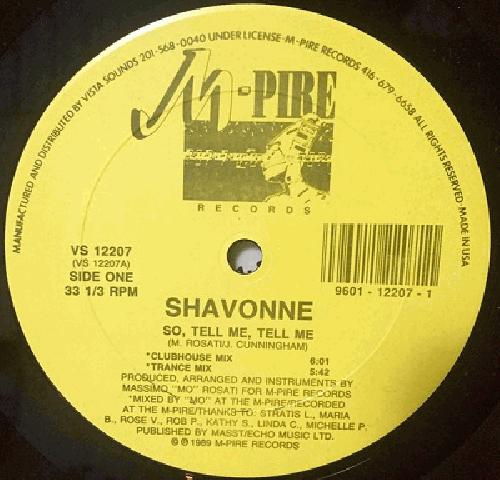 MANUFACTURED AND DISTRIBUTED BY VISTA SOUNDS 201-568-0040 UNDER LICENSE-M-PIRE RECORDS 416-679-6658 ALL RIGHTS RESERVED. MADE IN USA
M-PIRE
RECORDS
VS 12207
(VS 12207A)
SIDE ONE
33 1/3 RPM
9601-12207-1
SHAVONNE
SO, TELL ME, TELL ME
(M. ROSATI/J. CUNNINGHAM)
*CLUBHOUSE MIX 6:01
*TRANCE MIX 5:42
PRODUCED, ARRANGED AND INSTRUMENTS BY
MASSIMO "MO" ROSATI FOR M-PIRE RECORDS
*MIXED BY "MO" AT THE M-PIRE/RECORDED
AT THE M-PIRE/THANKS TO: STRATIS L., MARIA
B., ROSE V., ROB P., KATHY S., LINDA C., MICHELLE P.
PUBLISHED BY MASST/ECHO MUSIC LTD.
© ℗ 1989 M-PIRE RECORDS